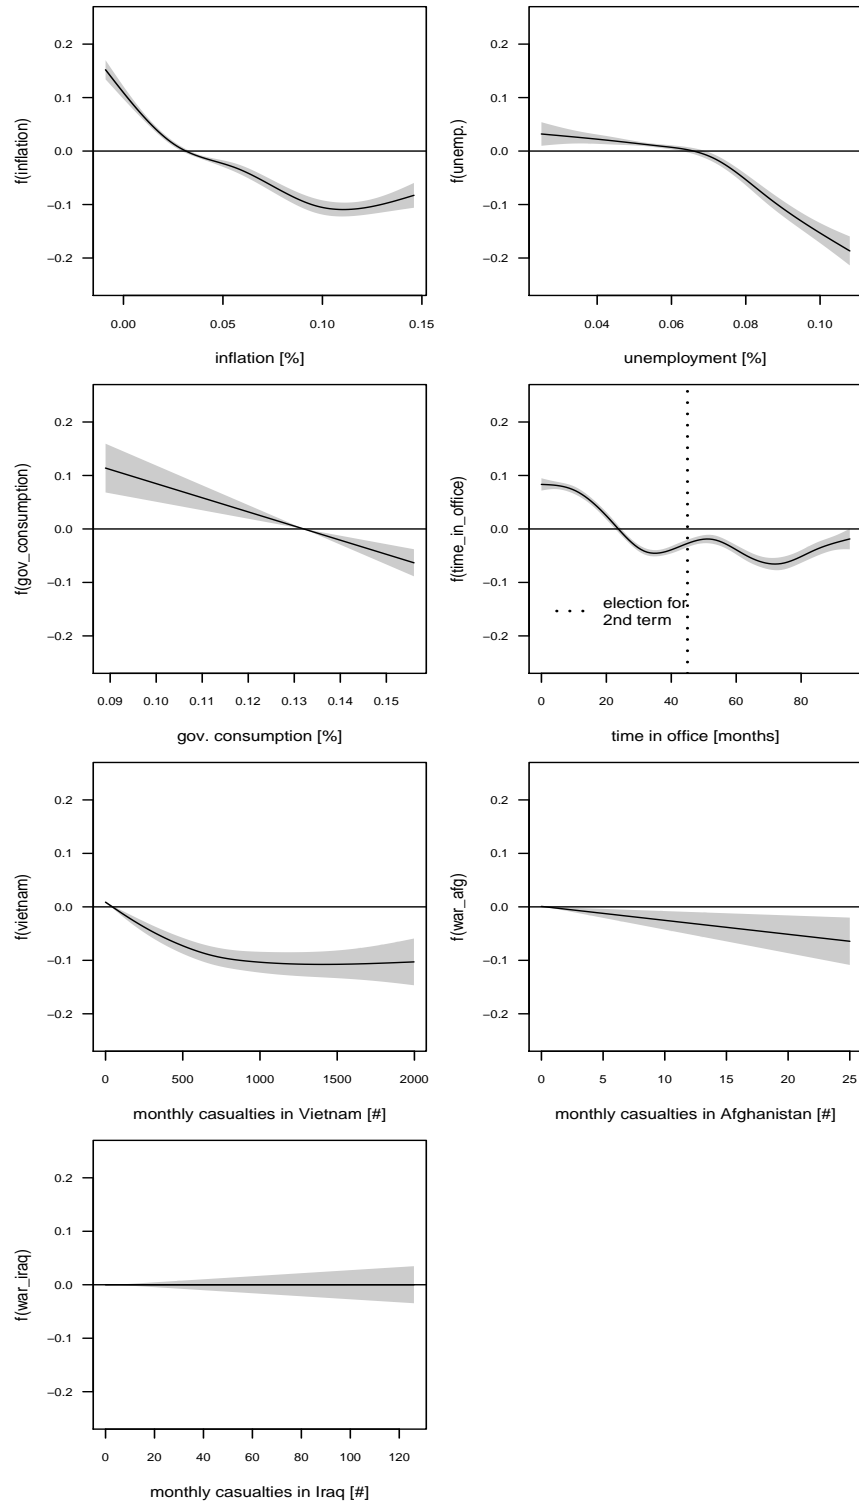 0.2
0.1
0.0
−0.1
−0.2
f(inflation)
0.00 0.05 0.10 0.15
inflation [%]
0.2
0.1
0.0
−0.1
−0.2
f(unemp.)
0.04 0.06 0.08 0.10
unemployment [%]
0.2
0.1
0.0
−0.1
−0.2
f(gov_consumption)
0.09 0.10 0.11 0.12 0.13 0.14 0.15
gov. consumption [%]
0.2
0.1
0.0
−0.1
−0.2
f(time_in_office)
election for
2nd term
0 20 40 60 80
time in office [months]
0.2
0.1
0.0
−0.1
−0.2
f(vietnam)
0 500 1000 1500 2000
monthly casualties in Vietnam [#]
0.2
0.1
0.0
−0.1
−0.2
f(war_afg)
0 5 10 15 20 25
monthly casualties in Afghanistan [#]
0.2
0.1
0.0
−0.1
−0.2
f(war_iraq)
0 20 40 60 80 100 120
monthly casualties in Iraq [#]